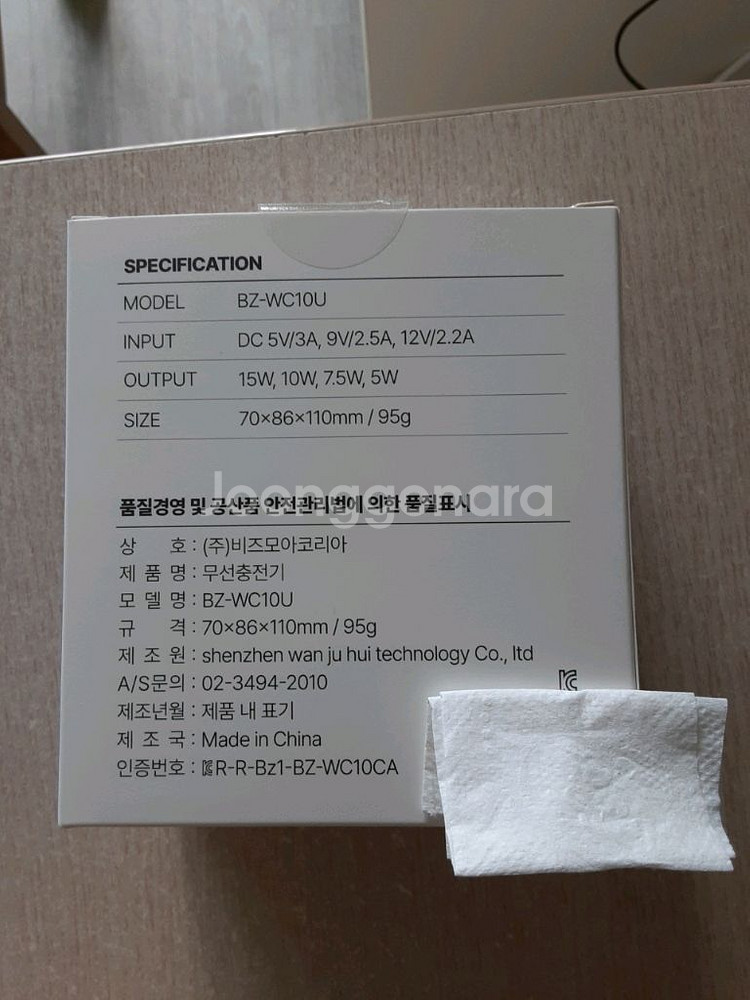 SPECIFICATION
MODEL BZ-WC10U
INPUT DC 5V/3A, 9V/2.5A, 12V/2.2A
OUTPUT 15W, 10W, 7.5W, 5W
SIZE 70×86×110mm / 95g
joonggonara
품질경영 및 공산품 안전관리법에 의한 품질표시
상 호 : (주)비즈모아코리아
제 품 명 : 무선충전기
모 델 명 : BZ-WC10U
규 격 : 70×86×110mm / 95g
제 조 원 : shenzhen wan ju hui technology Co., ltd
A/S문의 : 02-3494-2010
제조년월 : 제품 내 표기
제 조 국 : Made in China
인증번호 : R-R-Bz1-BZ-WC10CA